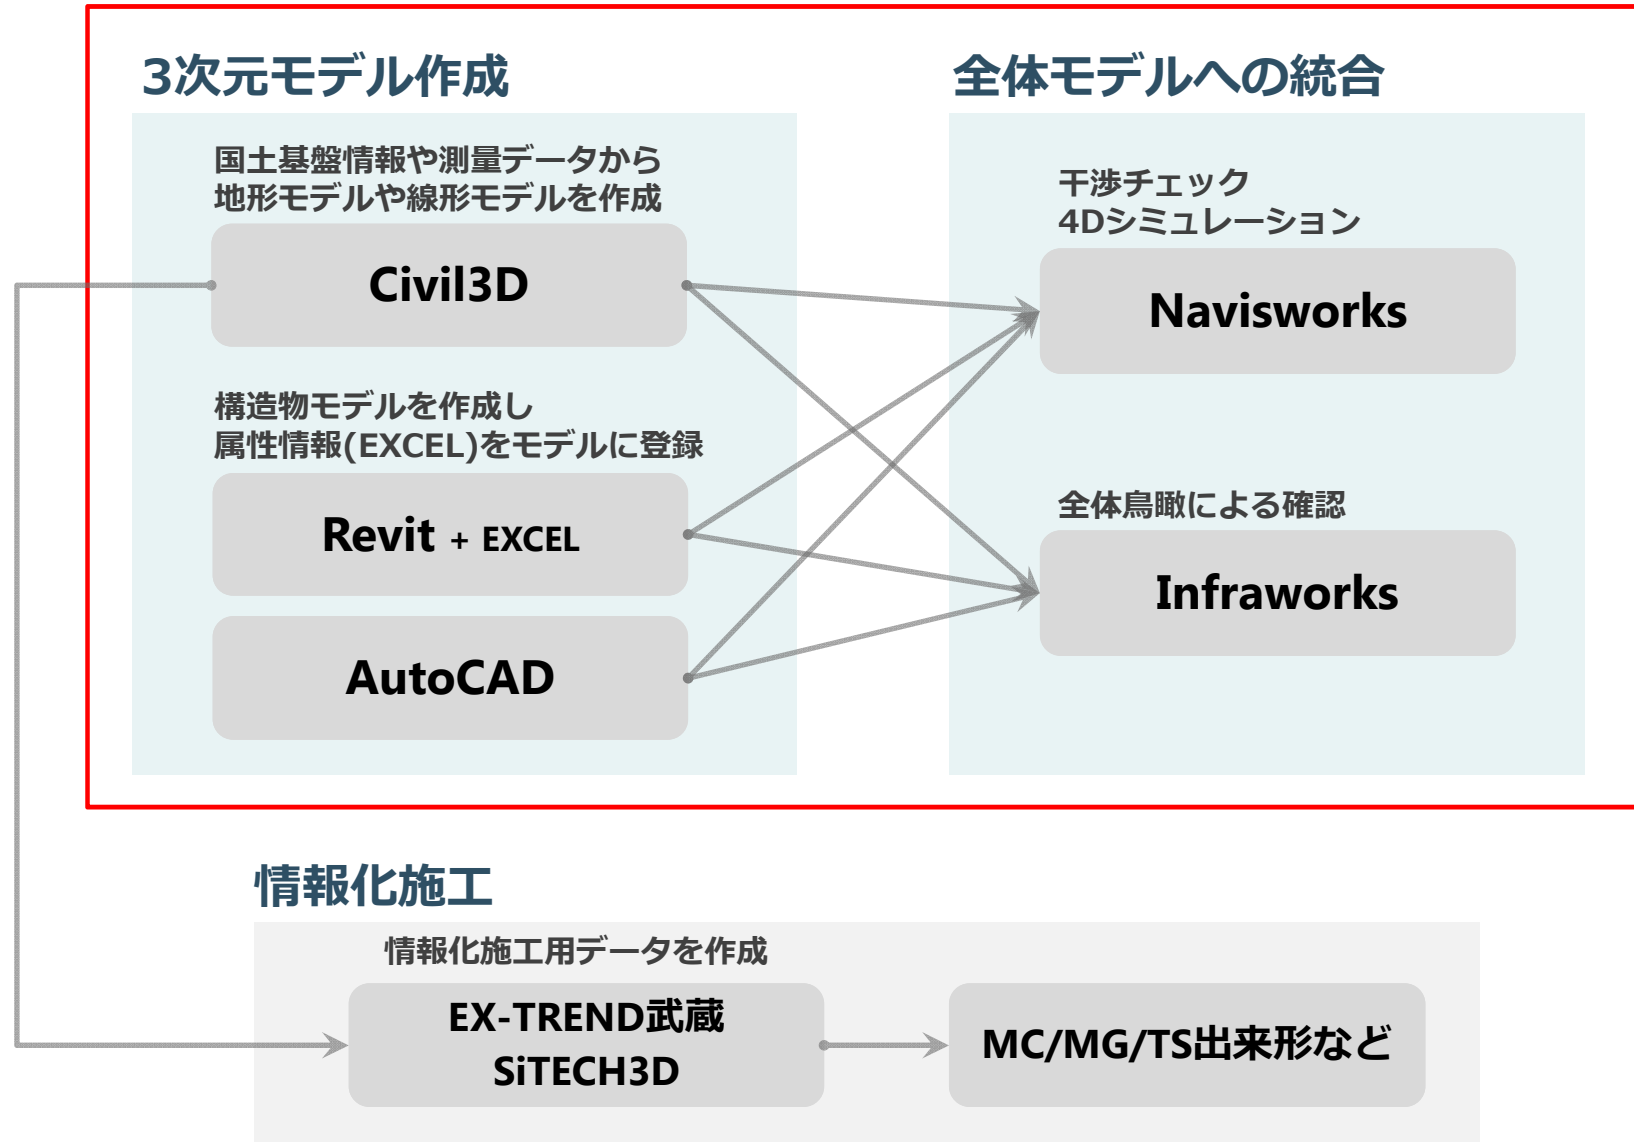 3次元モデル作成
国土基盤情報や測量データから
地形モデルや線形モデルを作成
Civil3D
構造物モデルを作成し
属性情報(EXCEL)をモデルに登録
Revit + EXCEL
AutoCAD
全体モデルへの統合
干渉チェック
4Dシミュレーション
Navisworks
全体鳥瞰による確認
Infraworks
情報化施工
情報化施工用データを作成
EX-TREND武蔵
SiTECH3D
MC/MG/TS出来形など